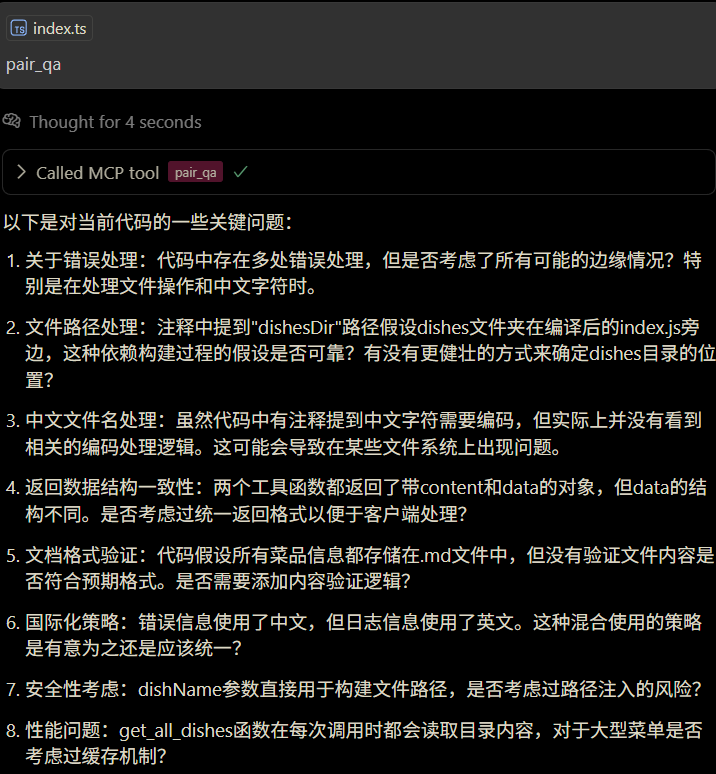 index.ts
pair_qa
Thought for 4 seconds
Called MCP tool pair_qa
以下是对当前代码的一些关键问题：
1. 关于错误处理：代码中存在多处错误处理，但是否考虑了所有可能的边缘情况？特
别是在处理文件操作和中文字符时。
2. 文件路径处理：注释中提到"dishesDir"路径假设dishes文件夹在编译后的index.js旁
边，这种依赖构建过程的假设是否可靠？有没有更健壮的方式来确定dishes目录的位
置？
3. 中文文件名处理：虽然代码中有注释提到中文字符需要编码，但实际上并没有看到
相关的编码处理逻辑。这可能会导致在某些文件系统上出现问题。
4. 返回数据结构一致性：两个工具函数都返回了带content和data的对象，但data的结
构不同。是否考虑过统一返回格式以便于客户端处理？
5. 文档格式验证：代码假设所有菜品信息都存储在.md文件中，但没有验证文件内容是
否符合预期格式。是否需要添加内容验证逻辑？
6. 国际化策略：错误信息使用了中文，但日志信息使用了英文。这种混合使用的策略
是有意为之还是应该统一？
7. 安全性考虑：dishName参数直接用于构建文件路径，是否考虑过路径注入的风险？
8. 性能问题：get_all_dishes函数在每次调用时都会读取目录内容，对于大型菜单是否
考虑过缓存机制？